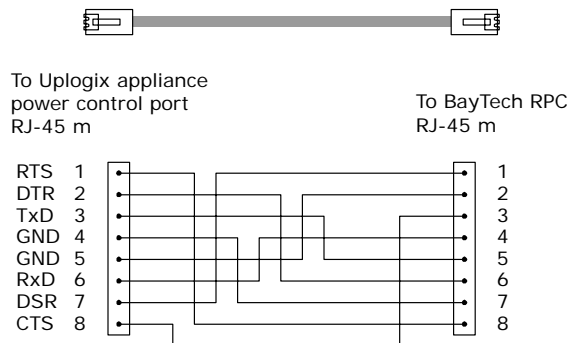 To Uplogix appliance
power control port
RJ-45 m
To BayTech RPC
RJ-45 m
RTS 1 1
DTR 2 2
TxD 3 3
GND 4 4
GND 5 5
RxD 6 6
DSR 7 7
CTS 8 8